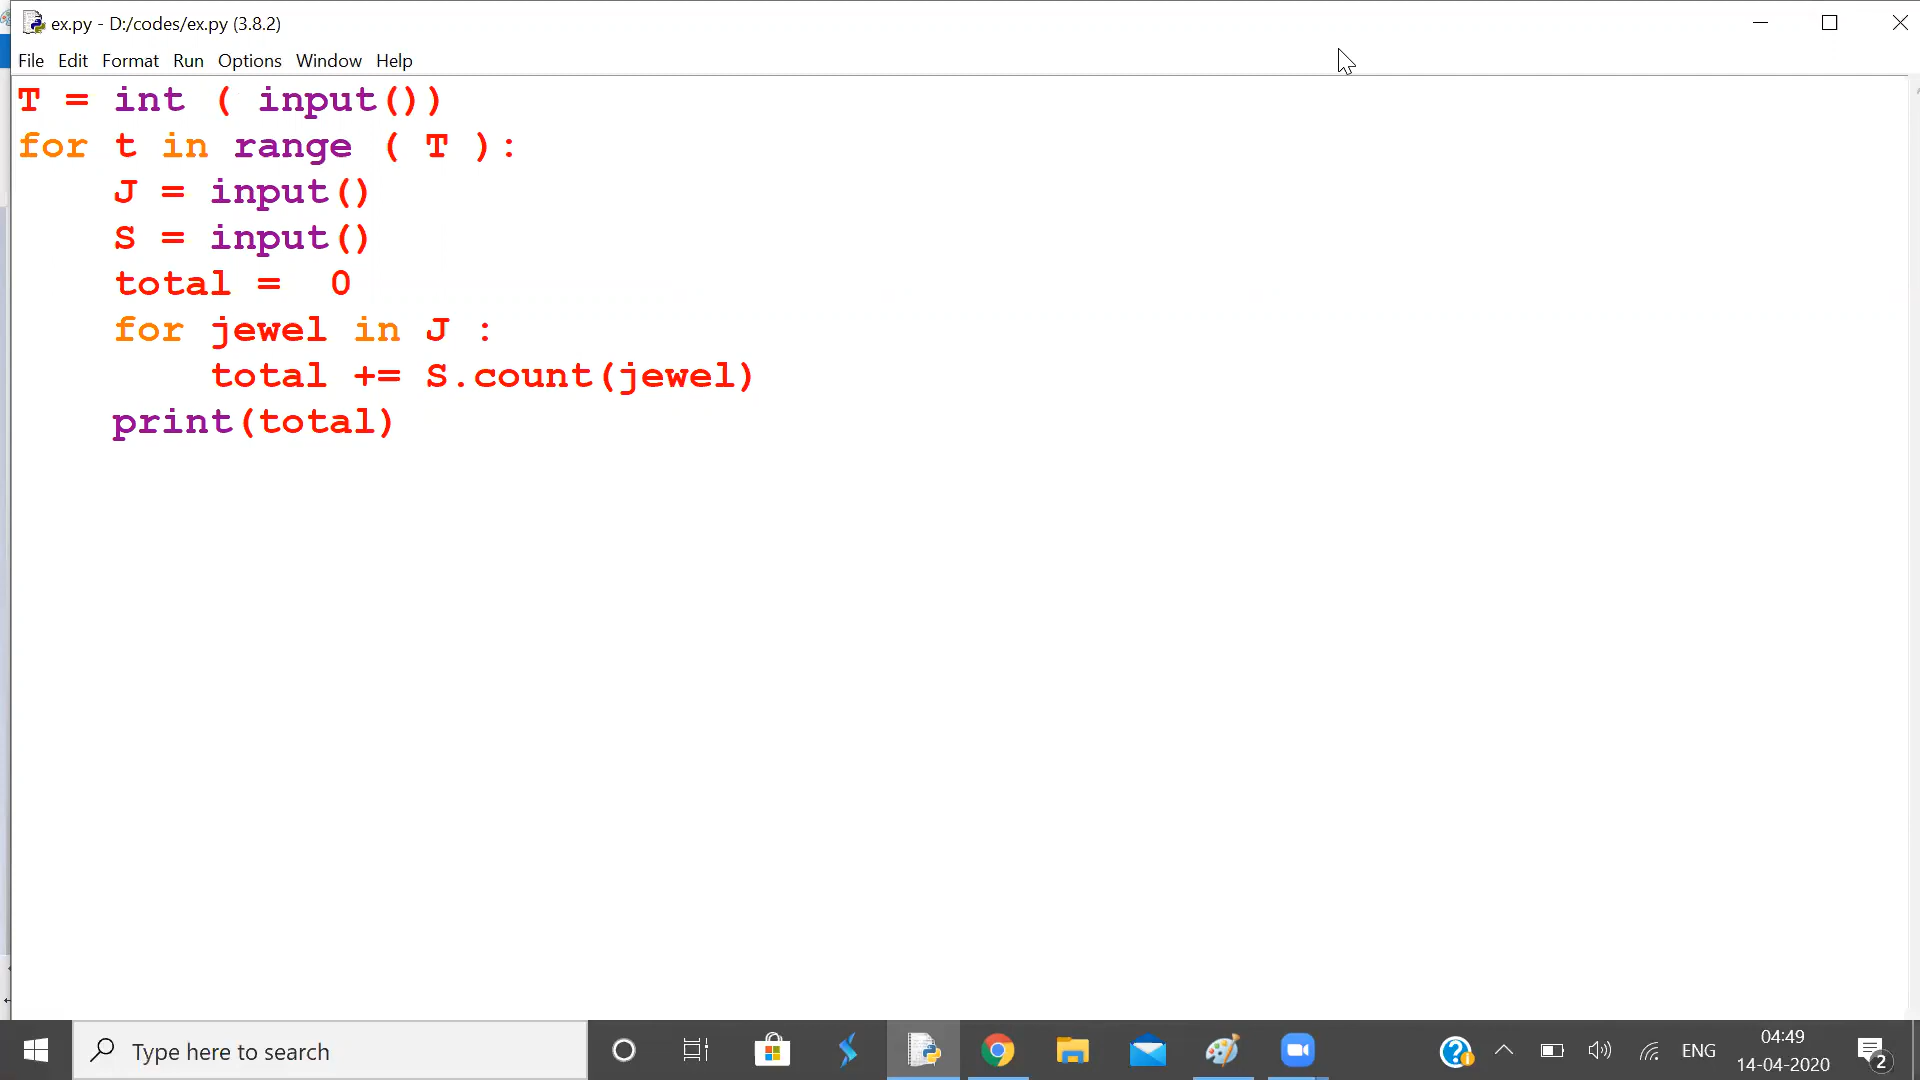 ex.py - D:/codes/ex.py (3.8.2)
File Edit Format Run Options Window Help
T = int ( input())
for t in range ( T ):
    J = input()
    S = input()
    total =  0
    for jewel in J :
        total += S.count(jewel)
    print(total)
Type here to search
ENG
04:49
14-04-2020
2